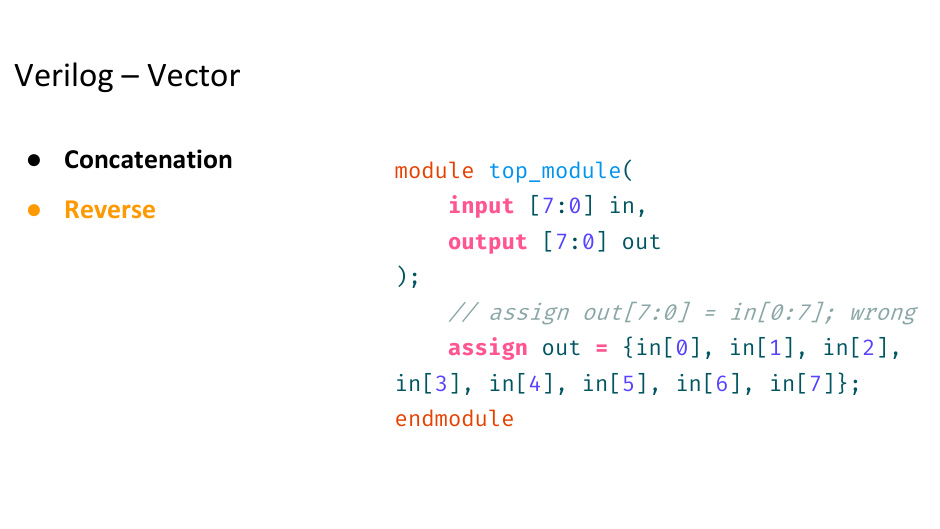 Verilog – Vector
● Concatenation
● Reverse
module top_module(
    input [7:0] in,
    output [7:0] out
);
    // assign out[7:0] = in[0:7]; wrong
    assign out = {in[0], in[1], in[2],
in[3], in[4], in[5], in[6], in[7]};
endmodule